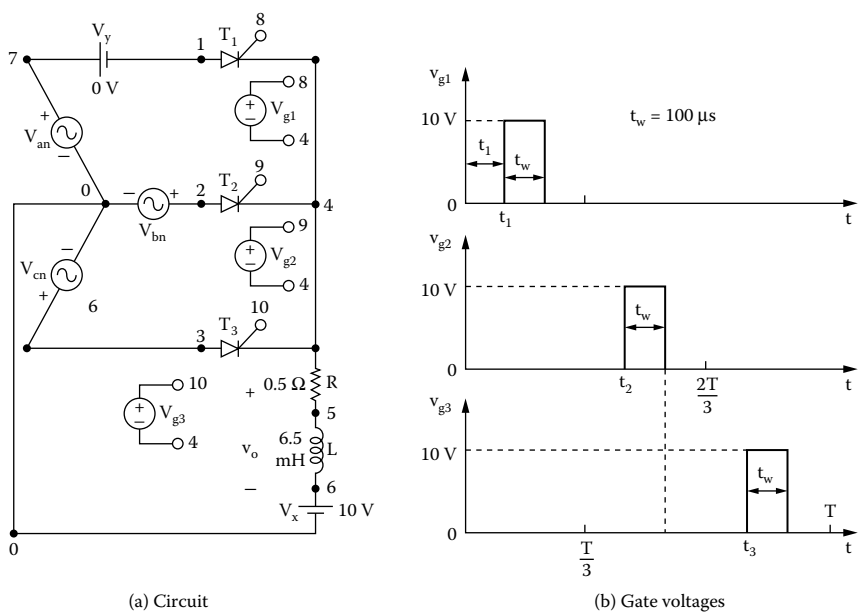 8
V_y
1
T_1
7
0 V
8
+
−
V_g1
4
+
V_an
−
9
0
−
+
2
T_2
4
V_bn
9
+
−
V_g2
4
−
V_cn
+
6
10
3
T_3
10
+
−
V_g3
4
+
0.5 Ω
R
5
v_o
6.5
mH
L
−
6
V_x
10 V
0
(a) Circuit
v_g1
10 V
t_w = 100 μs
t_1
t_w
0
t_1
t
v_g2
10 V
t_w
0
t_2
2T
3
t
v_g3
10 V
t_w
T
0
T
3
t_3
t
(b) Gate voltages